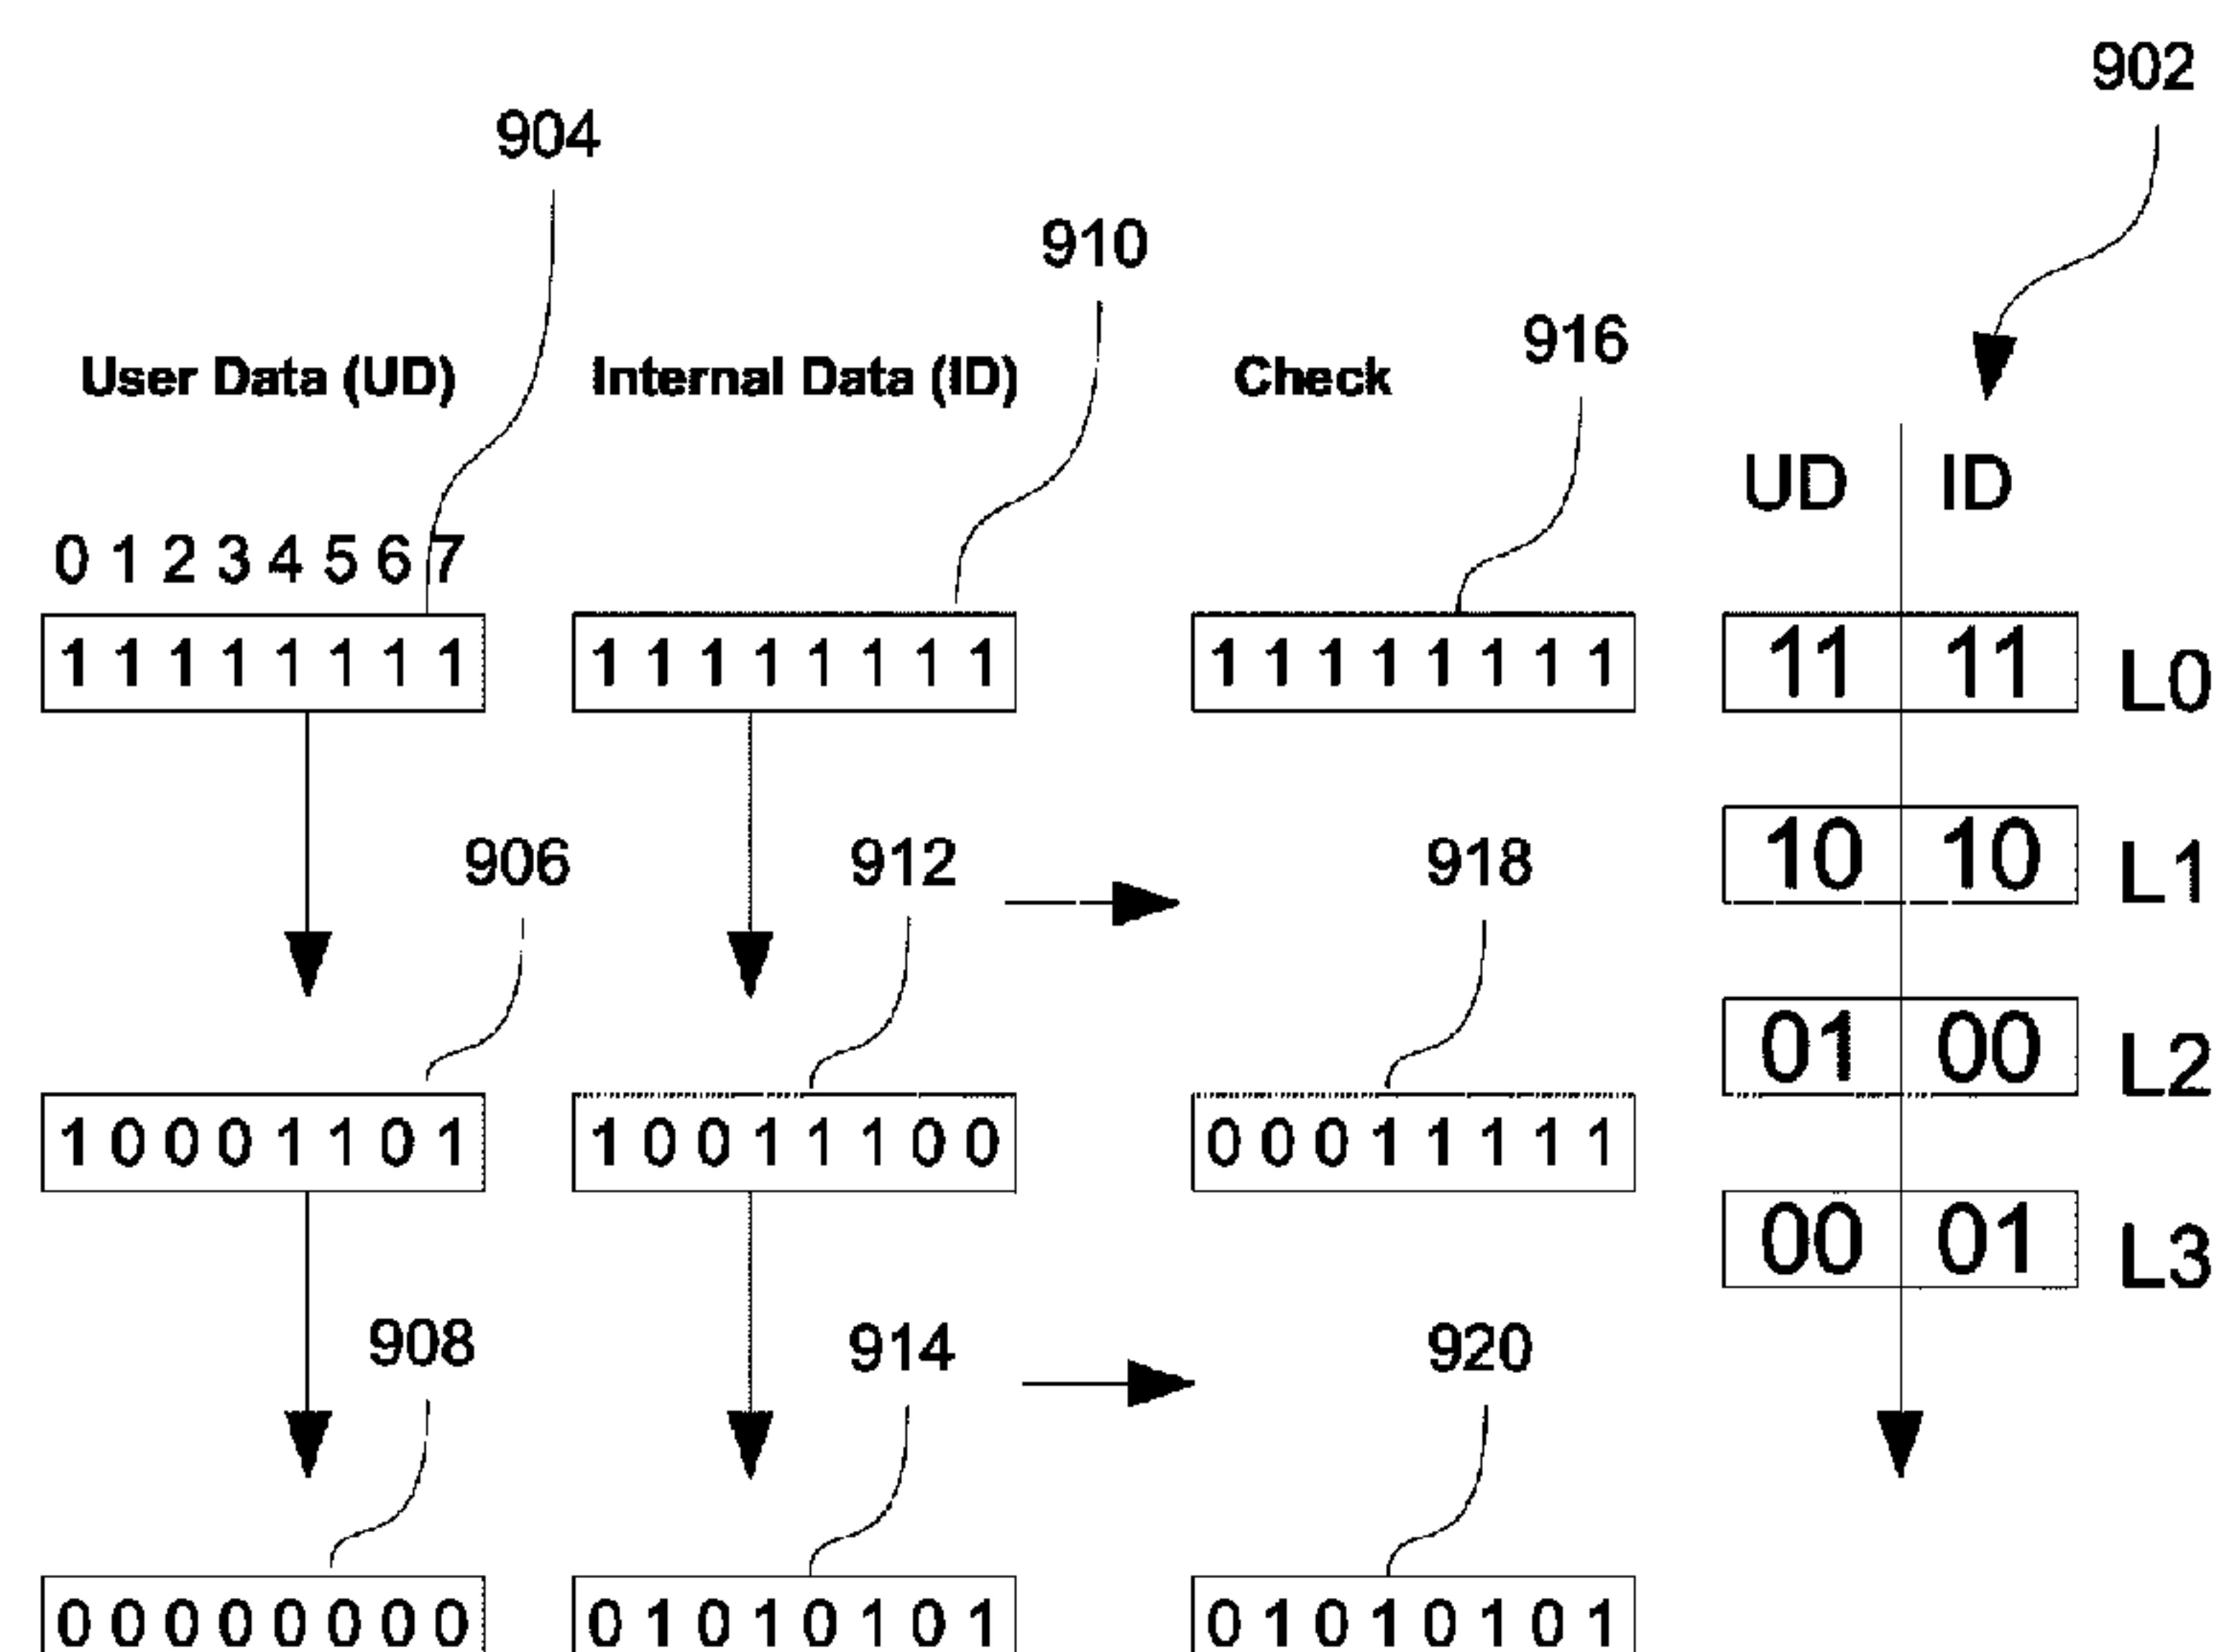 902
904
910
916
User Data (UD) Internal Data (ID) Check
UD ID
0 1 2 3 4 5 6 7
1 1 1 1 1 1 1 1 1 1 1 1 1 1 1 1 1 1 1 1 1 1 1 1 11 11 L0
906 912 918 10 10 L1
01 00 L2
1 0 0 0 1 1 0 1 1 0 0 1 1 1 0 0 0 0 0 1 1 1 1 1
00 01 L3
908 914 920
0 0 0 0 0 0 0 0 0 1 0 1 0 1 0 1 0 1 0 1 0 1 0 1